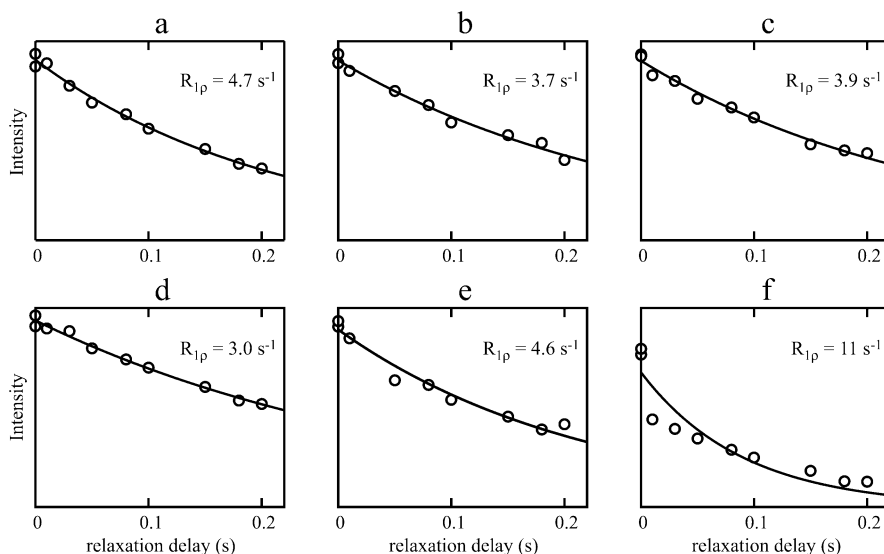 a b c
Intensity
R1ρ = 4.7 s-1
R1ρ = 3.7 s-1
R1ρ = 3.9 s-1
0 0.1 0.2
0 0.1 0.2
0 0.1 0.2
d e f
Intensity
R1ρ = 3.0 s-1
R1ρ = 4.6 s-1
R1ρ = 11 s-1
0 0.1 0.2
0 0.1 0.2
0 0.1 0.2
relaxation delay (s)
relaxation delay (s)
relaxation delay (s)